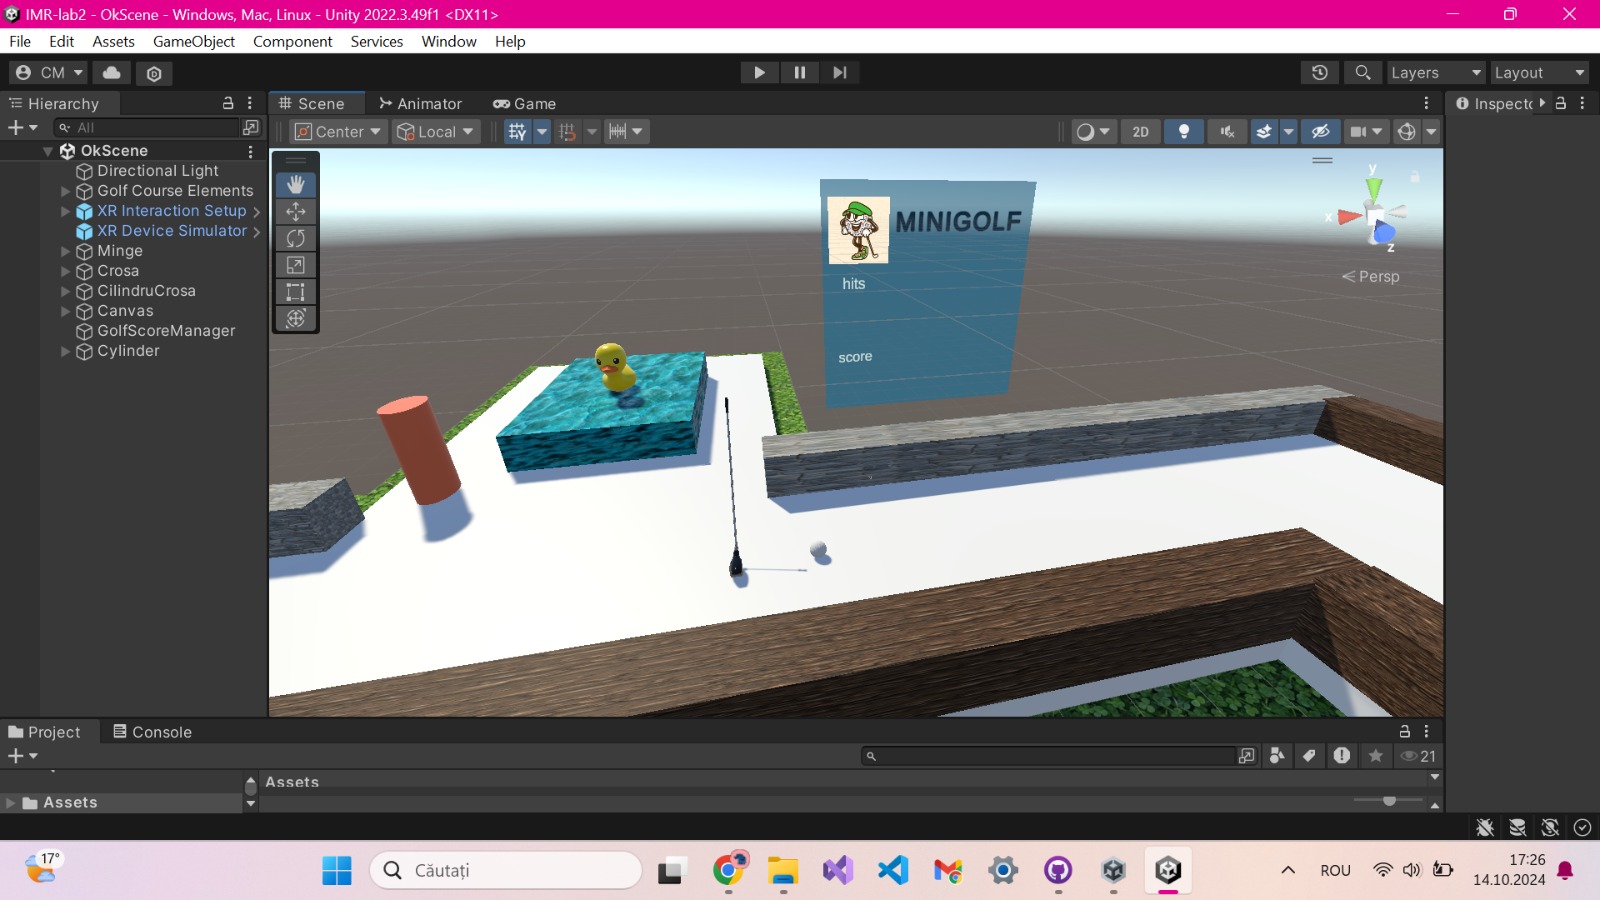 IMR-lab2 - OkScene - Windows, Mac, Linux - Unity 2022.3.49f1 <DX11>
File Edit Assets GameObject Component Services Window Help
CM
Layers Layout
Hierarchy
Scene Animator Game
All
Center Local
2D
OkScene
Directional Light
Golf Course Elements
XR Interaction Setup
XR Device Simulator
Minge
Crosa
CilindruCrosa
Canvas
GolfScoreManager
Cylinder
MINIGOLF
hits
score
y
x
z
Persp
Inspecto
Project Console
21
Assets
Assets
17°
Căutați
ROU
17:26
14.10.2024